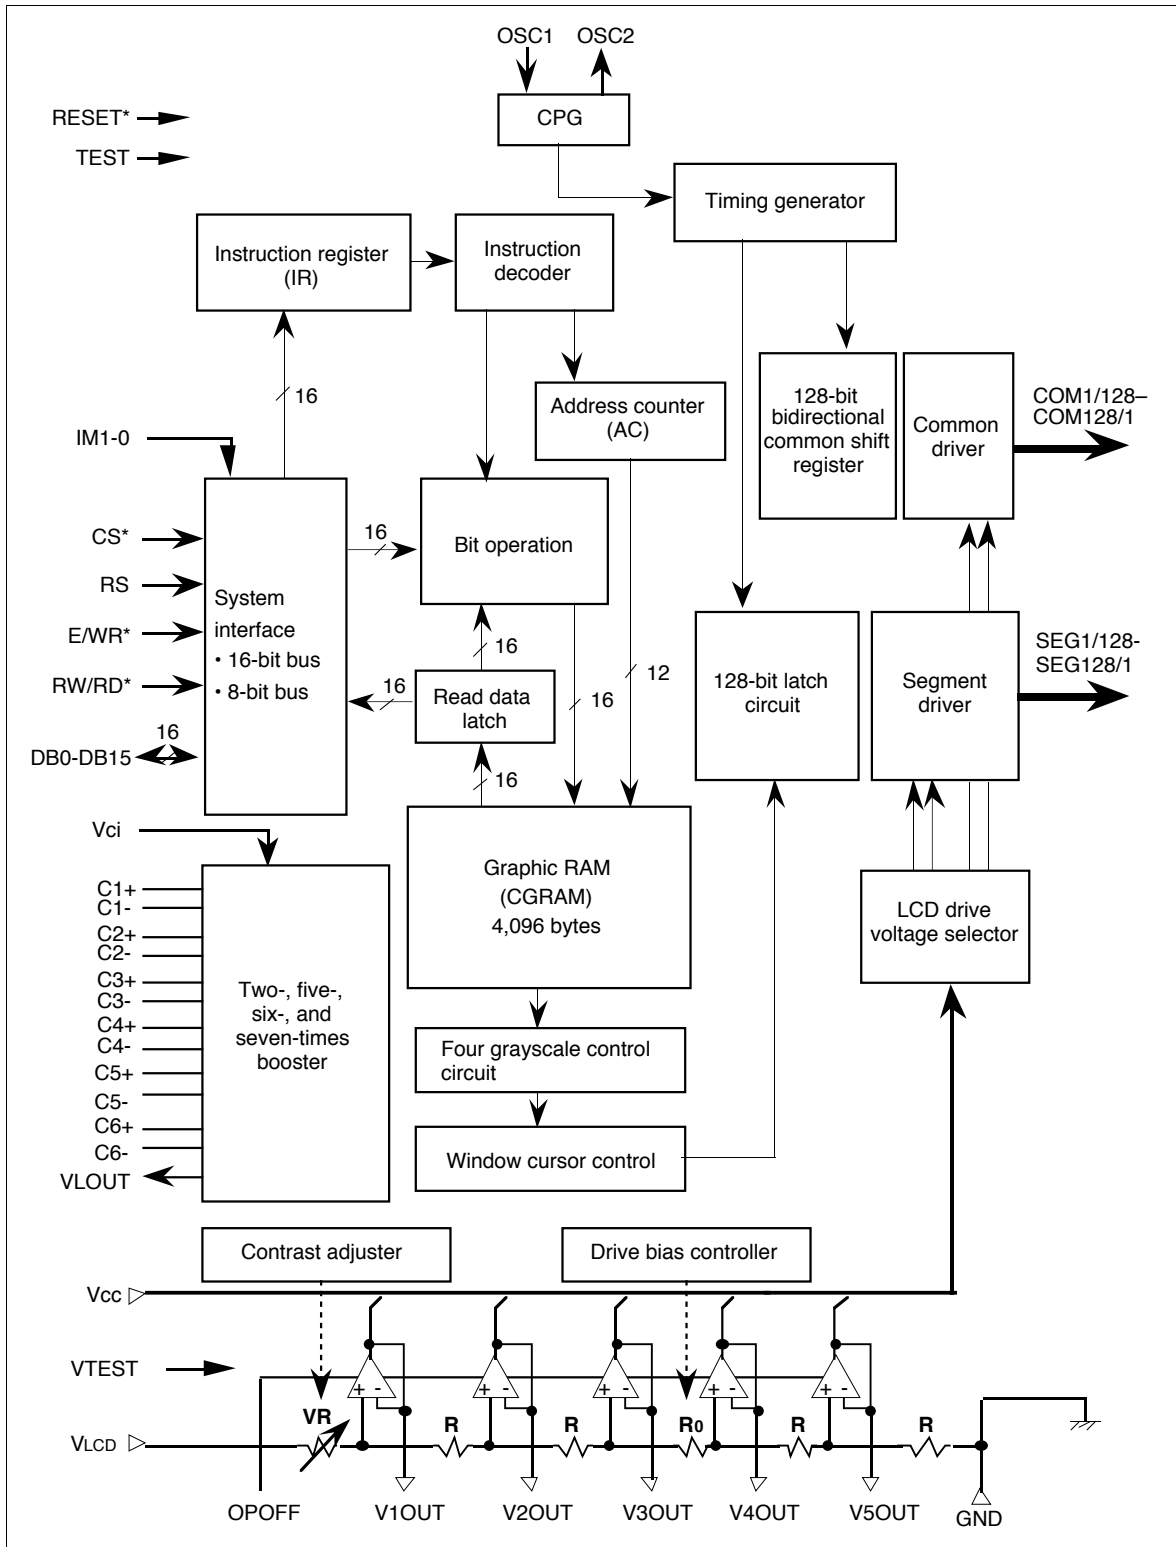 OSC1 OSC2
CPG
RESET*
TEST
Timing generator
Instruction register
(IR)
Instruction
decoder
16
Address counter
(AC)
128-bit
bidirectional
common shift
register
Common
driver
COM1/128–
COM128/1
IM1-0
CS*
RS
E/WR*
RW/RD*
DB0-DB15
16
System
interface
• 16-bit bus
• 8-bit bus
16
Bit operation
16
16
Read data
latch
16
16
12
128-bit latch
circuit
Segment
driver
SEG1/128-
SEG128/1
Vci
C1+
C1-
C2+
C2-
C3+
C3-
C4+
C4-
C5+
C5-
C6+
C6-
VLOUT
Two-, five-,
six-, and
seven-times
booster
Graphic RAM
(CGRAM)
4,096 bytes
LCD drive
voltage selector
Four grayscale control
circuit
Window cursor control
Contrast adjuster
Drive bias controller
Vcc
VTEST
+ - + - + - + - + -
VR R R R0 R R
VLCD
OPOFF V1OUT V2OUT V3OUT V4OUT V5OUT GND